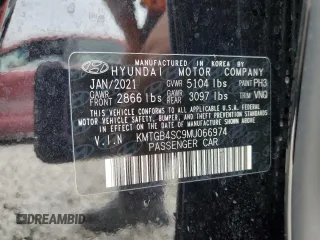 MANUFACTURED IN KOREA BY
HYUNDAI MOTOR COMPANY
JAN/2021 GVWR 5104 lbs PAINT PH3
GAWR FRONT 2866 lbs GAWR REAR 3097 lbs TRIM VNQ
THIS VEHICLE CONFORMS TO ALL APPLICABLE
U.S. FEDERAL MOTOR VEHICLE SAFETY, BUMPER, AND
THEFT PREVENTION STANDARDS IN EFFECT ON
THE DATE OF MANUFACTURE SHOWN ABOVE.
V.I.N. KMTGB4SC9MU066974
PASSENGER CAR
DREAMBID